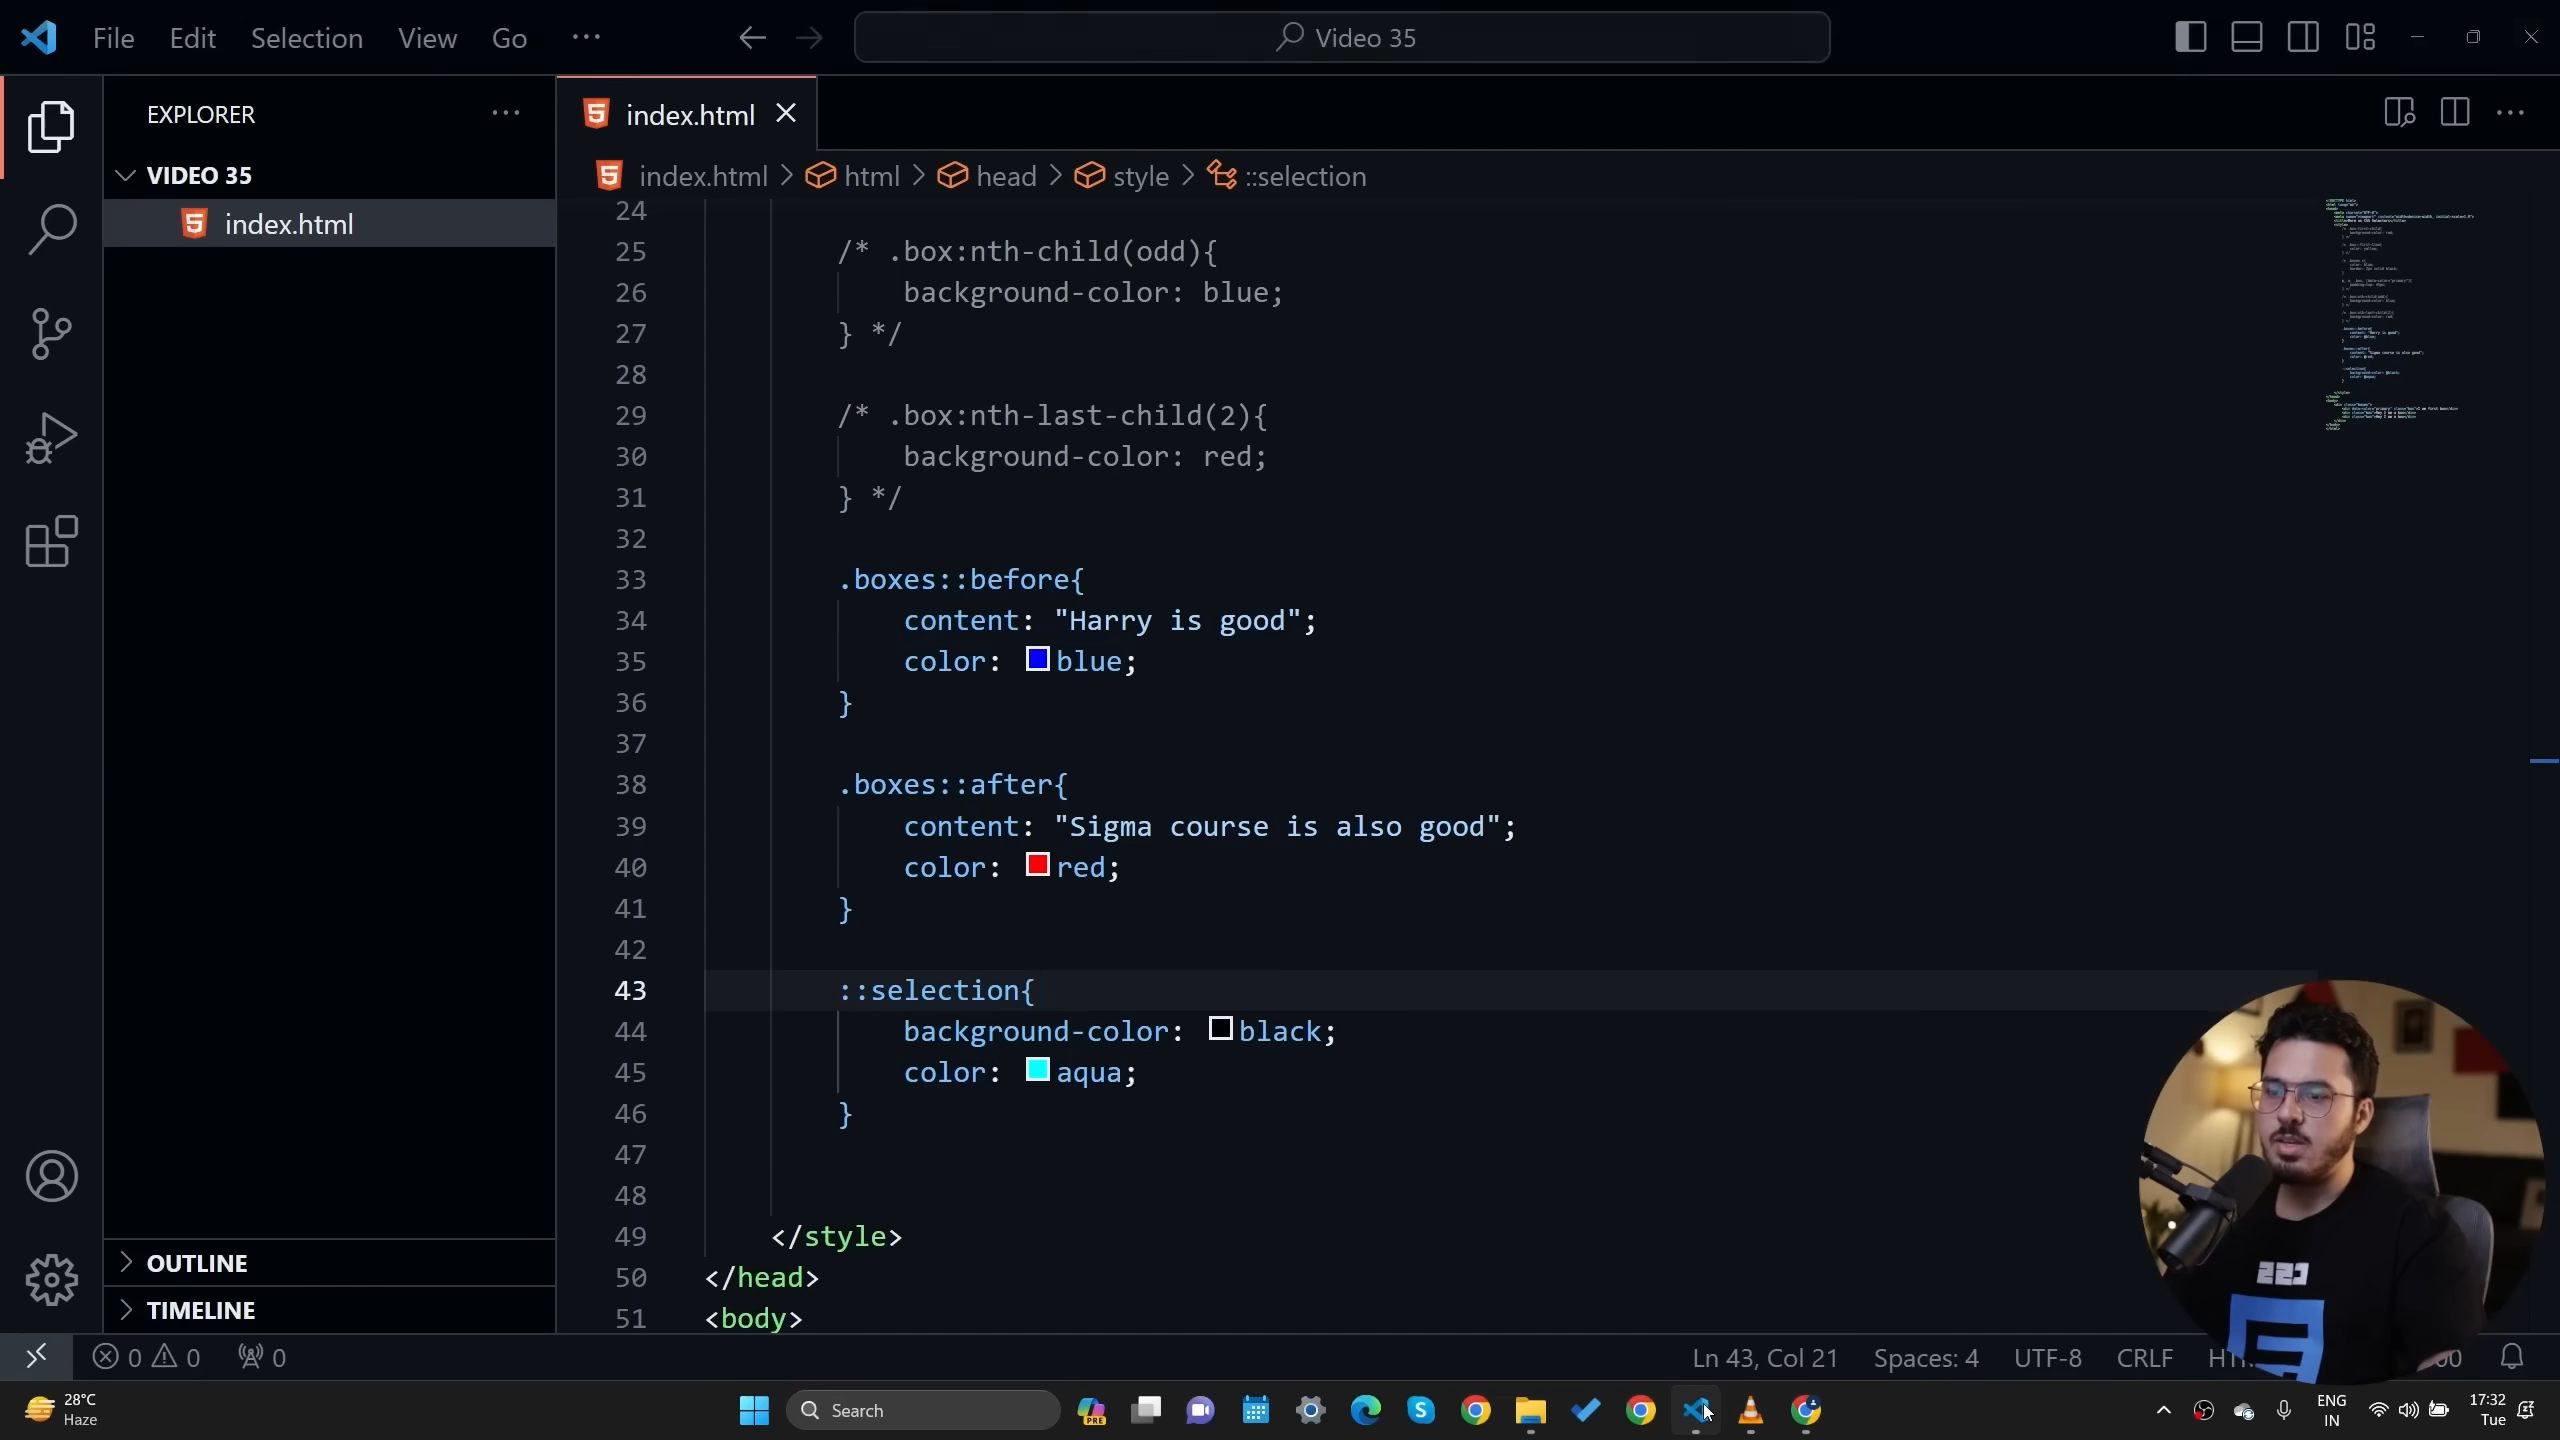 File Edit Selection View Go ···
Video 35
EXPLORER
VIDEO 35
index.html
index.html
index.html > html > head > style > ::selection
24
25 /* .box:nth-child(odd){
26 background-color: blue;
27 } */
28
29 /* .box:nth-last-child(2){
30 background-color: red;
31 } */
32
33 .boxes::before{
34 content: "Harry is good";
35 color: blue;
36 }
37
38 .boxes::after{
39 content: "Sigma course is also good";
40 color: red;
41 }
42
43 ::selection{
44 background-color: black;
45 color: aqua;
46 }
47
48
49 </style>
50 </head>
51 <body>
OUTLINE
TIMELINE
0 0 0
Ln 43, Col 21 Spaces: 4 UTF-8 CRLF
28°C
Haze
Search
PRE
ENG
IN
17:32
Tue